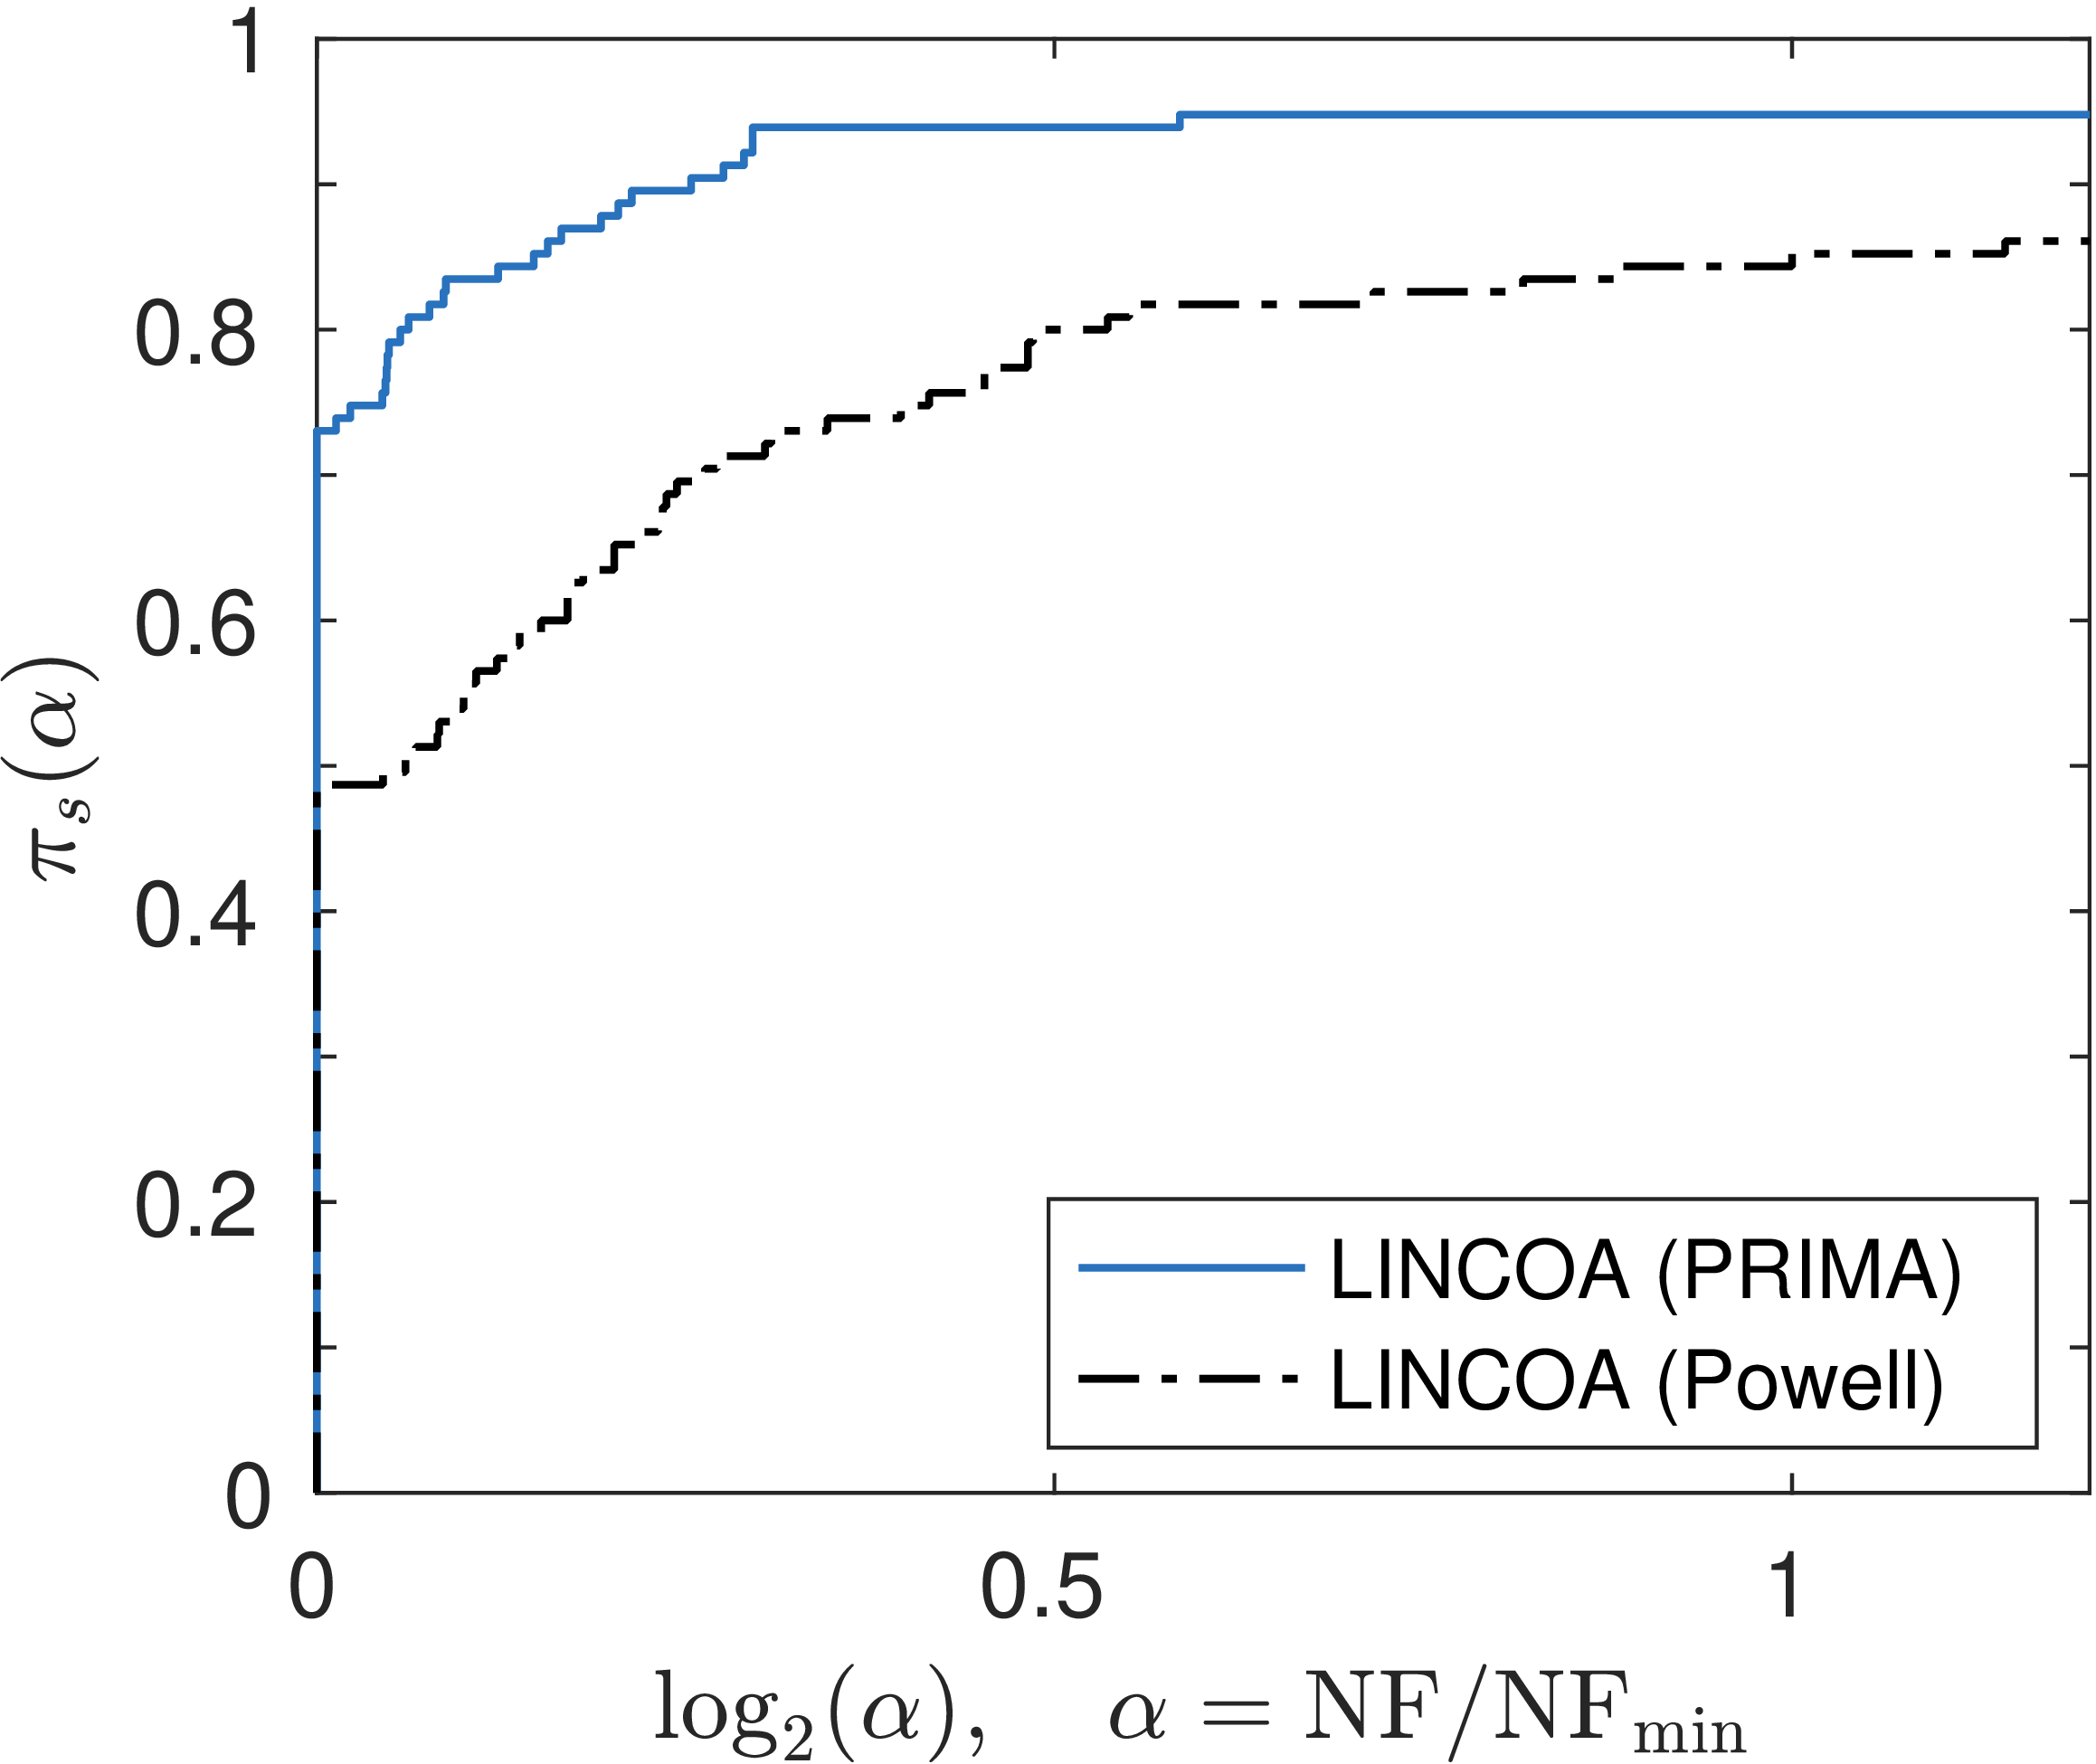 1
0.8
0.6
0.4
0.2
0
π_s(α)
LINCOA (PRIMA)
LINCOA (Powell)
0 0.5 1
log₂(α), α = NF/NF_min